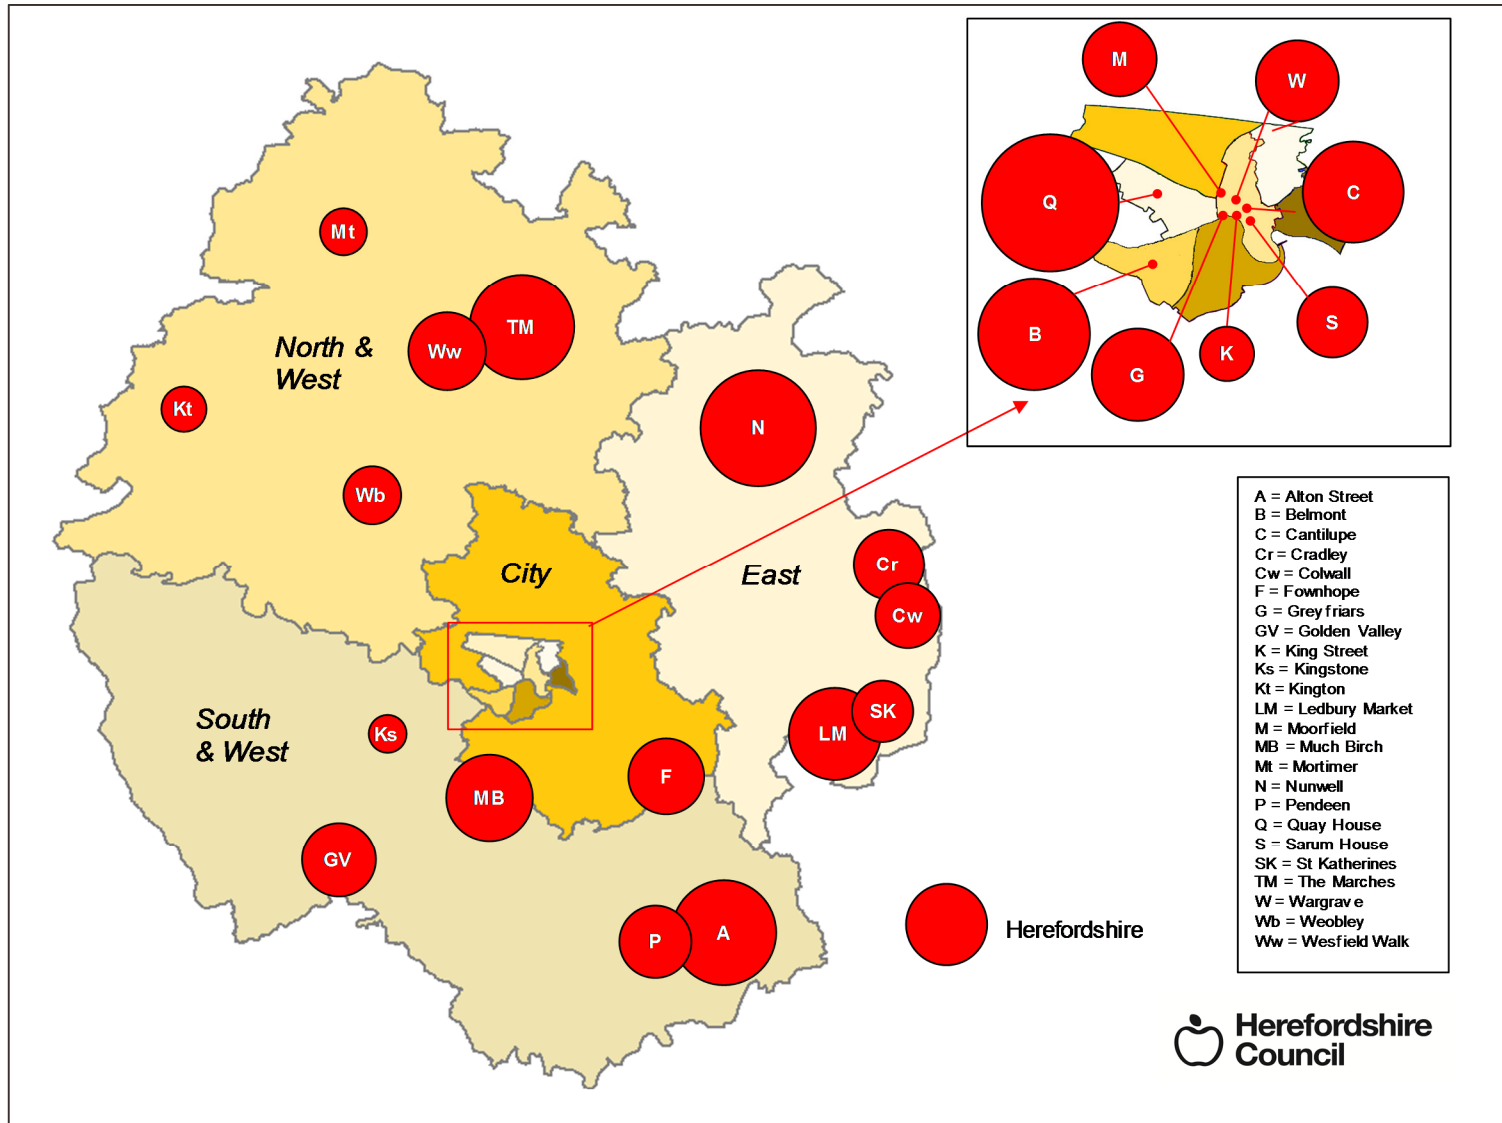 M
W
Q
C
B
S
K
G
Mt
TM
North &
West
Ww
Kt
N
Wb
City
East
Cr
Cw
South
& West
Ks
SK
LM
F
MB
GV
P
A
Herefordshire
A = Alton Street
B = Belmont
C = Cantilupe
Cr = Cradley
Cw = Colwall
F = Fownhope
G = Greyfriars
GV = Golden Valley
K = King Street
Ks = Kingstone
Kt = Kington
LM = Ledbury Market
M = Moorfield
MB = Much Birch
Mt = Mortimer
N = Nunwell
P = Pendeen
Q = Quay House
S = Sarum House
SK = St Katherines
TM = The Marches
W = Wargrave
Wb = Weobley
Ww = Wesfield Walk
Herefordshire
Council